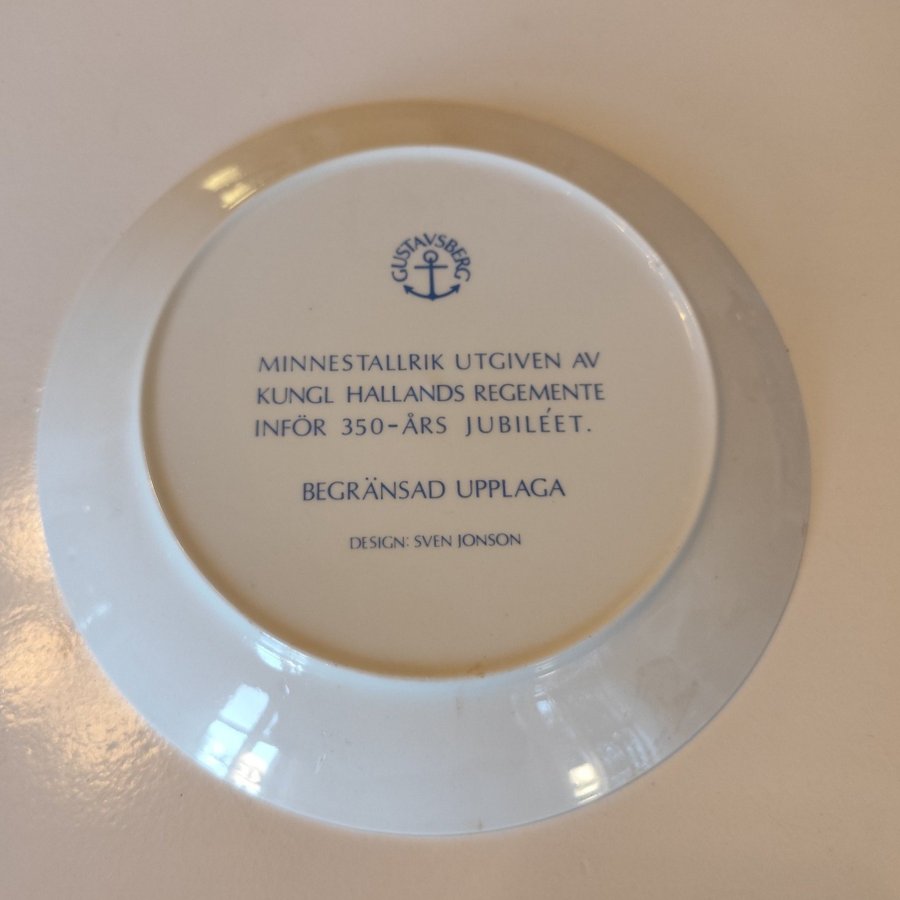 GUSTAVSBERG
MINNESTALLRIK UTGIVEN AV
KUNGL HALLANDS REGEMENTE
INFÖR 350-ÅRS JUBILÉET.
BEGRÄNSAD UPPLAGA
DESIGN: SVEN JONSON